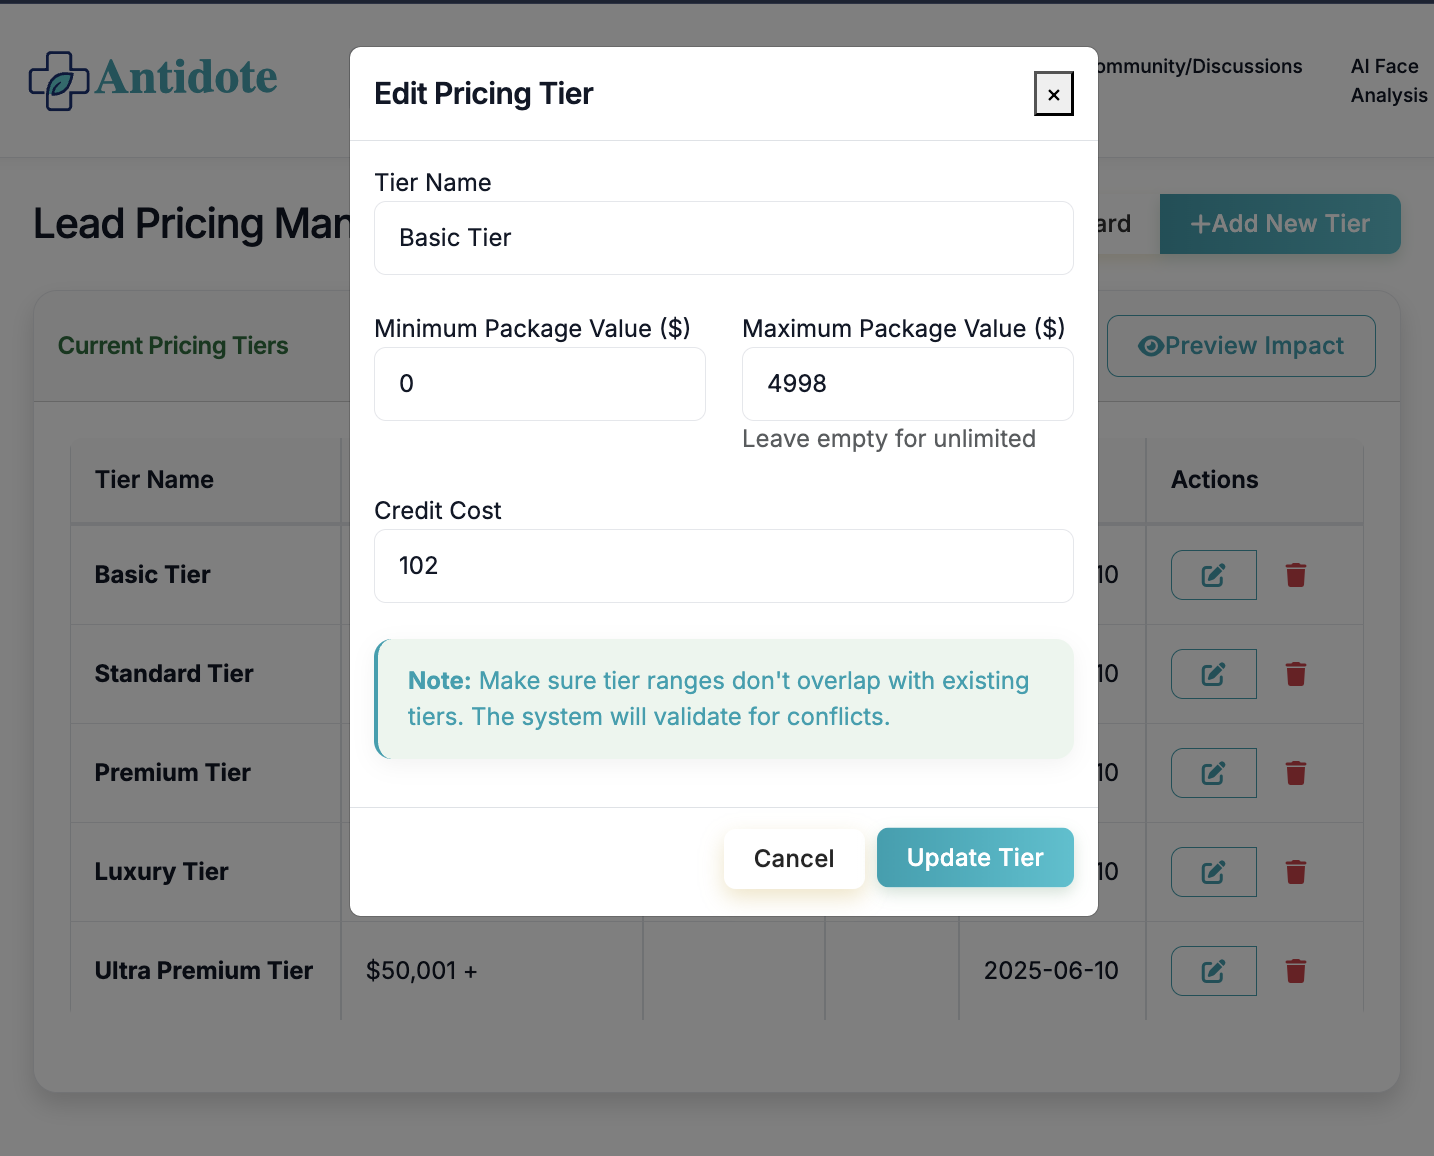 Antidote
ommunity/Discussions
AI Face
Analysis
Lead Pricing Man
ard
+Add New Tier
Current Pricing Tiers
Preview Impact
Tier Name
Actions
Basic Tier
10
Standard Tier
10
Premium Tier
10
Luxury Tier
10
Ultra Premium Tier
$50,001 +
2025-06-10
Edit Pricing Tier
×
Tier Name
Basic Tier
Minimum Package Value ($)
Maximum Package Value ($)
0
4998
Leave empty for unlimited
Credit Cost
102
Note: Make sure tier ranges don't overlap with existing
tiers. The system will validate for conflicts.
Cancel
Update Tier